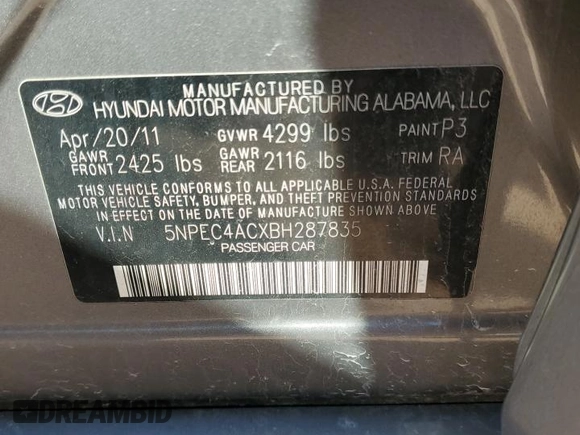 MANUFACTURED BY
HYUNDAI MOTOR MANUFACTURING ALABAMA, LLC
Apr/20/11 GVWR 4299 lbs PAINT P3
GAWR FRONT 2425 lbs GAWR REAR 2116 lbs TRIM RA
THIS VEHICLE CONFORMS TO ALL APPLICABLE U.S.A. FEDERAL
MOTOR VEHICLE SAFETY, BUMPER, AND THEFT PREVENTION STANDARDS
IN EFFECT ON THE DATE OF MANUFACTURE SHOWN ABOVE.
V.I.N 5NPEC4ACXBH287835
PASSENGER CAR
DREAMBID